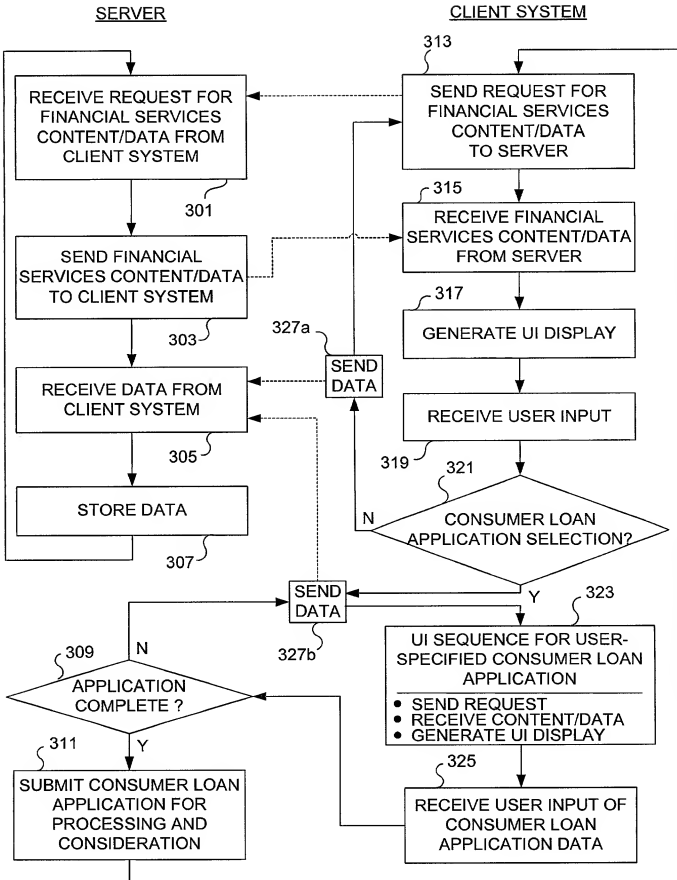 SERVER
RECEIVE REQUEST FOR
FINANCIAL SERVICES
CONTENT/DATA FROM
CLIENT SYSTEM
301
SEND FINANCIAL
SERVICES CONTENT/DATA
TO CLIENT SYSTEM
303
RECEIVE DATA FROM
CLIENT SYSTEM
305
STORE DATA
307
CLIENT SYSTEM
313
SEND REQUEST FOR
FINANCIAL SERVICES
CONTENT/DATA
TO SERVER
315
RECEIVE FINANCIAL
SERVICES CONTENT/DATA
FROM SERVER
317
GENERATE UI DISPLAY
327a
SEND
DATA
RECEIVE USER INPUT
319
321
N
CONSUMER LOAN
APPLICATION SELECTION?
Y
SEND
DATA
327b
323
UI SEQUENCE FOR USER-
SPECIFIED CONSUMER LOAN
APPLICATION
• SEND REQUEST
• RECEIVE CONTENT/DATA
• GENERATE UI DISPLAY
325
RECEIVE USER INPUT OF
CONSUMER LOAN
APPLICATION DATA
309
N
APPLICATION
COMPLETE ?
Y
311
SUBMIT CONSUMER LOAN
APPLICATION FOR
PROCESSING AND
CONSIDERATION